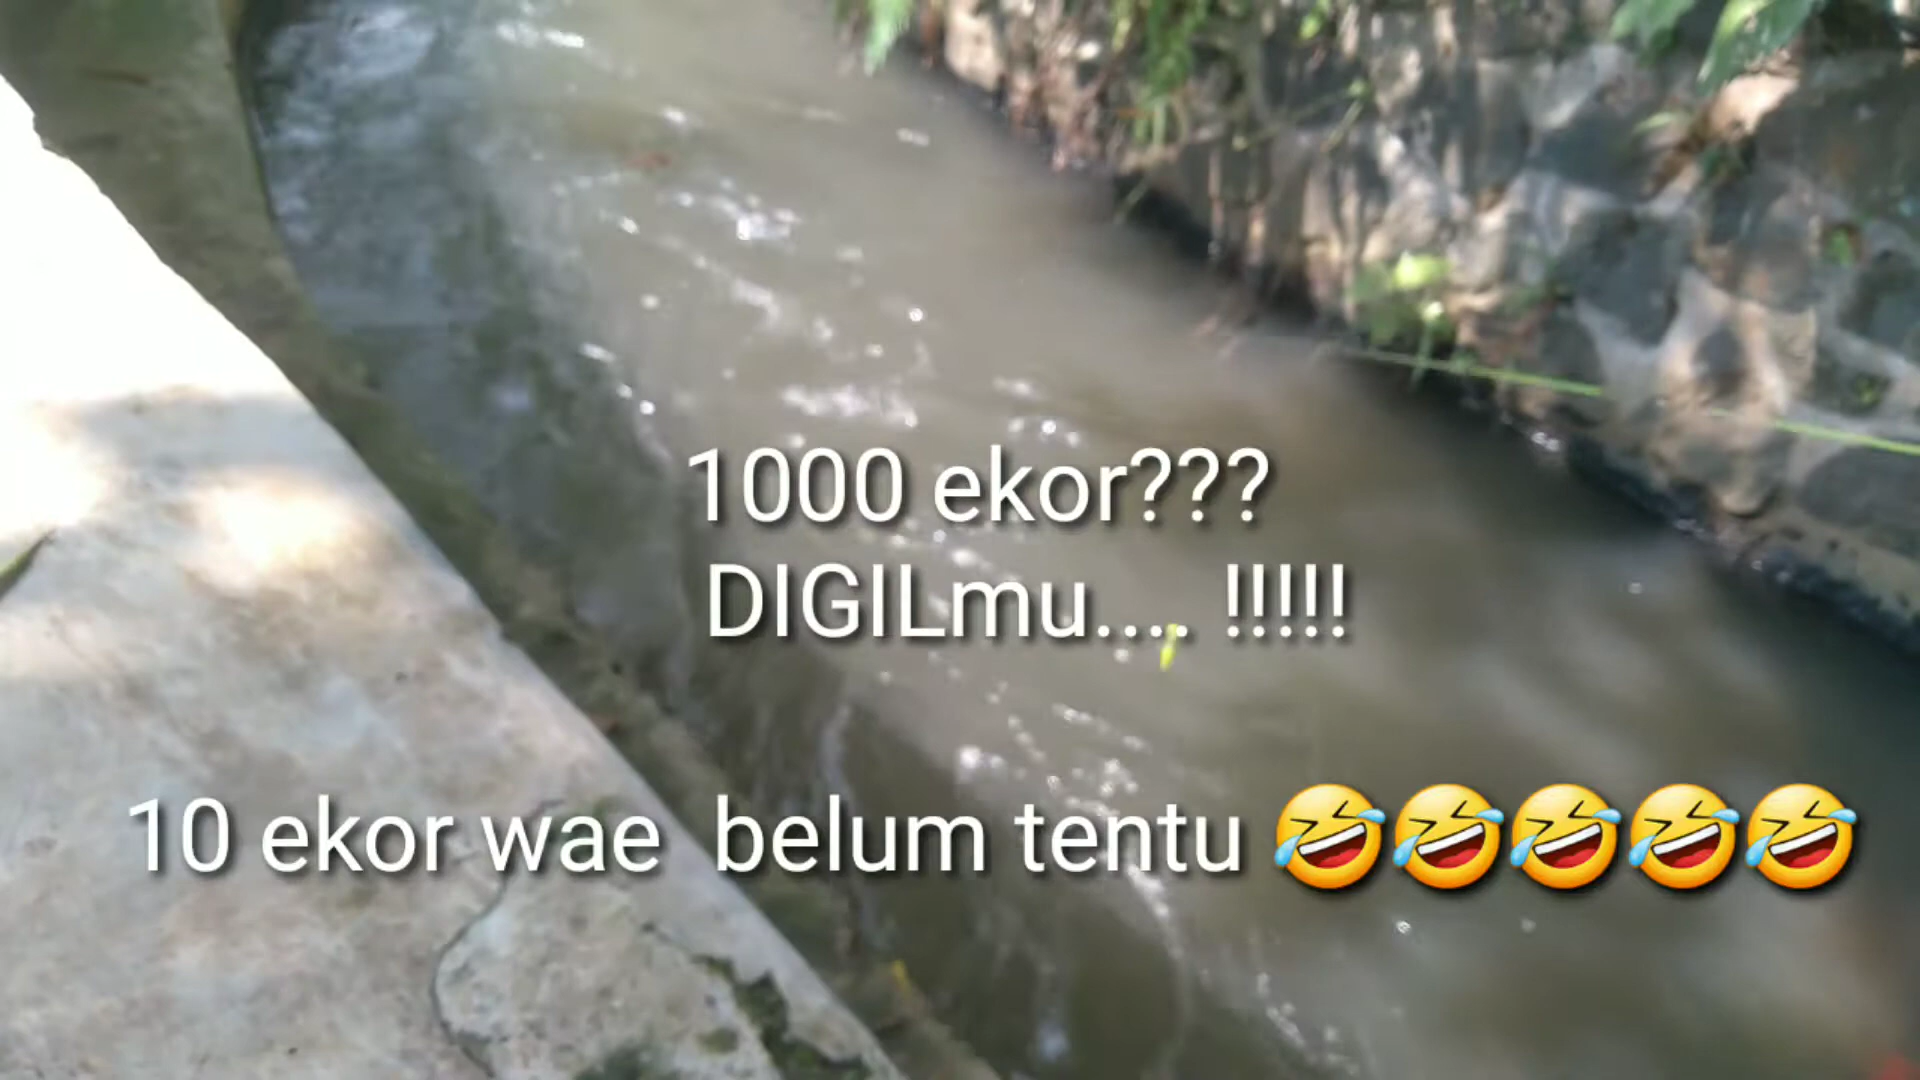 1000 ekor???
DIGILmu.... !!!!!
10 ekor wae belum tentu 🤣🤣🤣🤣🤣